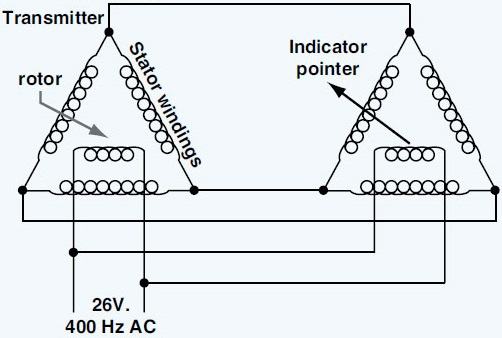 Transmitter
Indicator
pointer
Stator windings
rotor
26V.
400 Hz AC